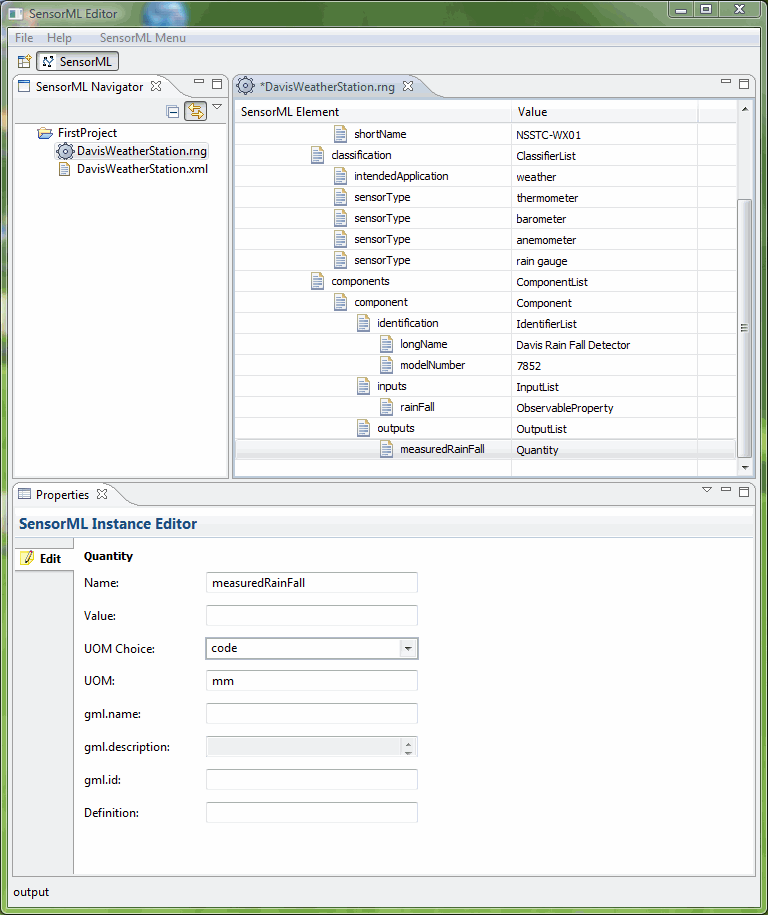 SensorML Editor
File Help SensorML Menu
SensorML
SensorML Navigator
FirstProject
DavisWeatherStation.rng
DavisWeatherStation.xml
*DavisWeatherStation.rng
SensorML Element Value
shortName NSSTC-WX01
classification ClassifierList
intendedApplication weather
sensorType thermometer
sensorType barometer
sensorType anemometer
sensorType rain gauge
components ComponentList
component Component
identification IdentifierList
longName Davis Rain Fall Detector
modelNumber 7852
inputs InputList
rainFall ObservableProperty
outputs OutputList
measuredRainFall Quantity
Properties
SensorML Instance Editor
Edit
Quantity
Name: measuredRainFall
Value:
UOM Choice: code
UOM: mm
gml.name:
gml.description:
gml.id:
Definition:
output